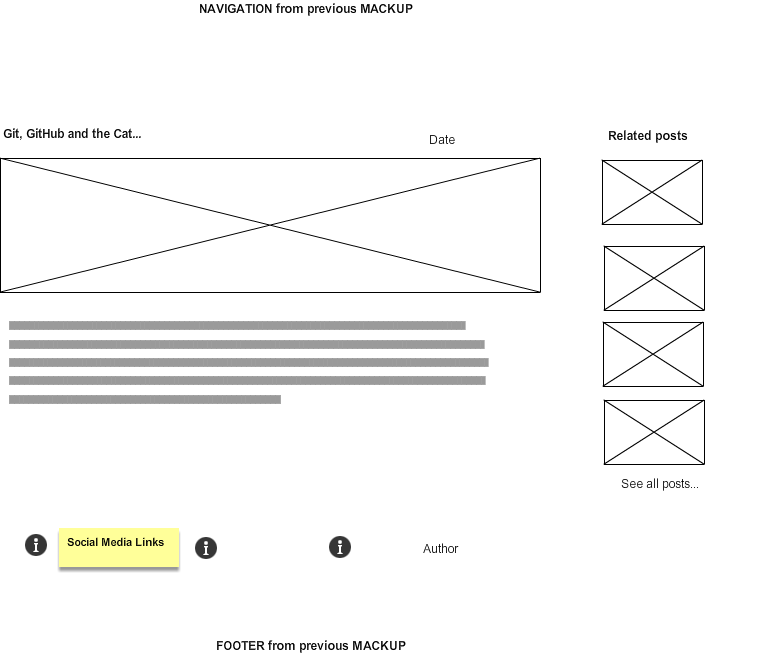 NAVIGATION from previous MACKUP
Git, GitHub and the Cat...
Date
Related posts
See all posts...
Social Media Links
Author
FOOTER from previous MACKUP